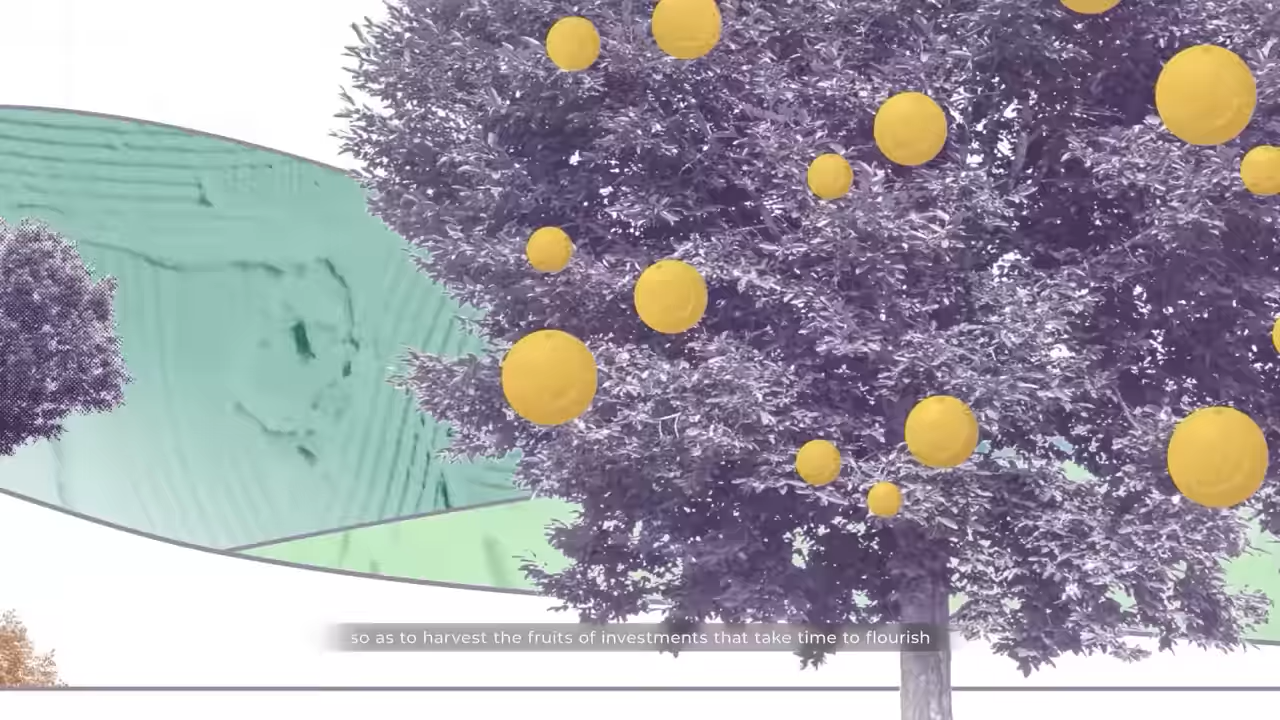 so as to harvest the fruits of investments that take time to flourish